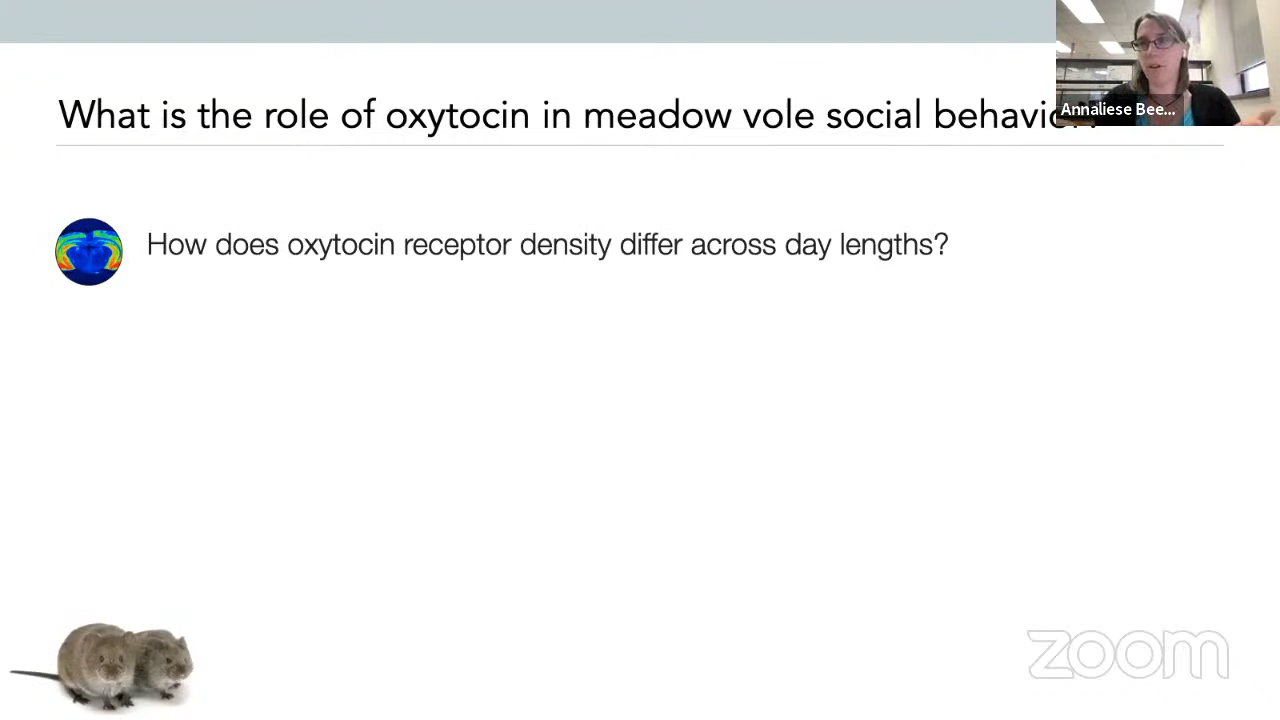 What is the role of oxytocin in meadow vole social behavior
Annaliese Bee...
How does oxytocin receptor density differ across day lengths?
zoom